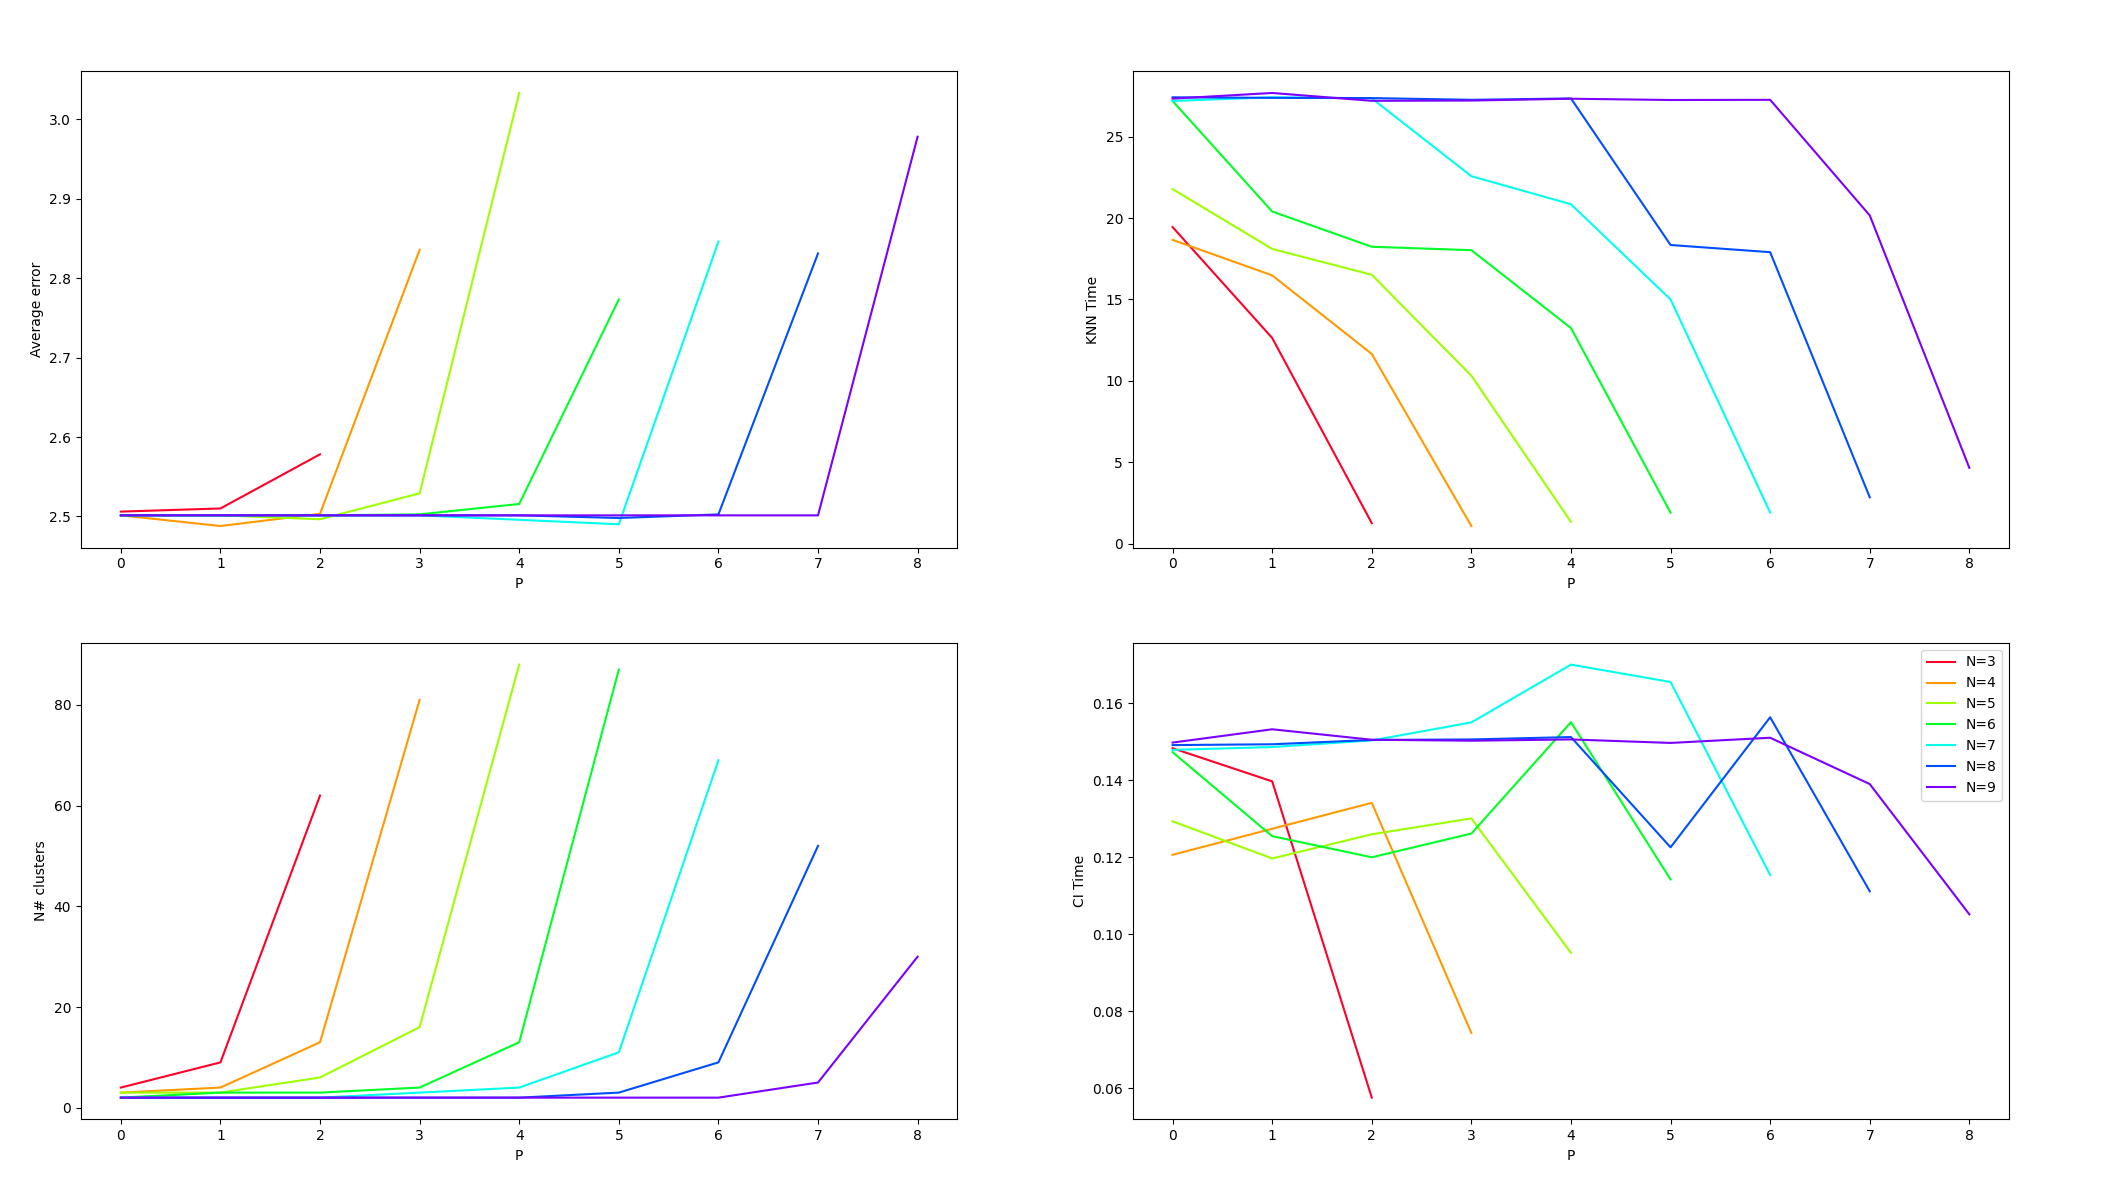 3.0
2.9
2.8
2.7
2.6
2.5
Average error
0 1 2 3 4 5 6 7 8
P
25
20
15
10
5
0
KNN Time
0 1 2 3 4 5 6 7 8
P
80
60
40
20
0
N# clusters
0 1 2 3 4 5 6 7 8
P
0.16
0.14
0.12
0.10
0.08
0.06
Cl Time
0 1 2 3 4 5 6 7 8
P
N=3
N=4
N=5
N=6
N=7
N=8
N=9